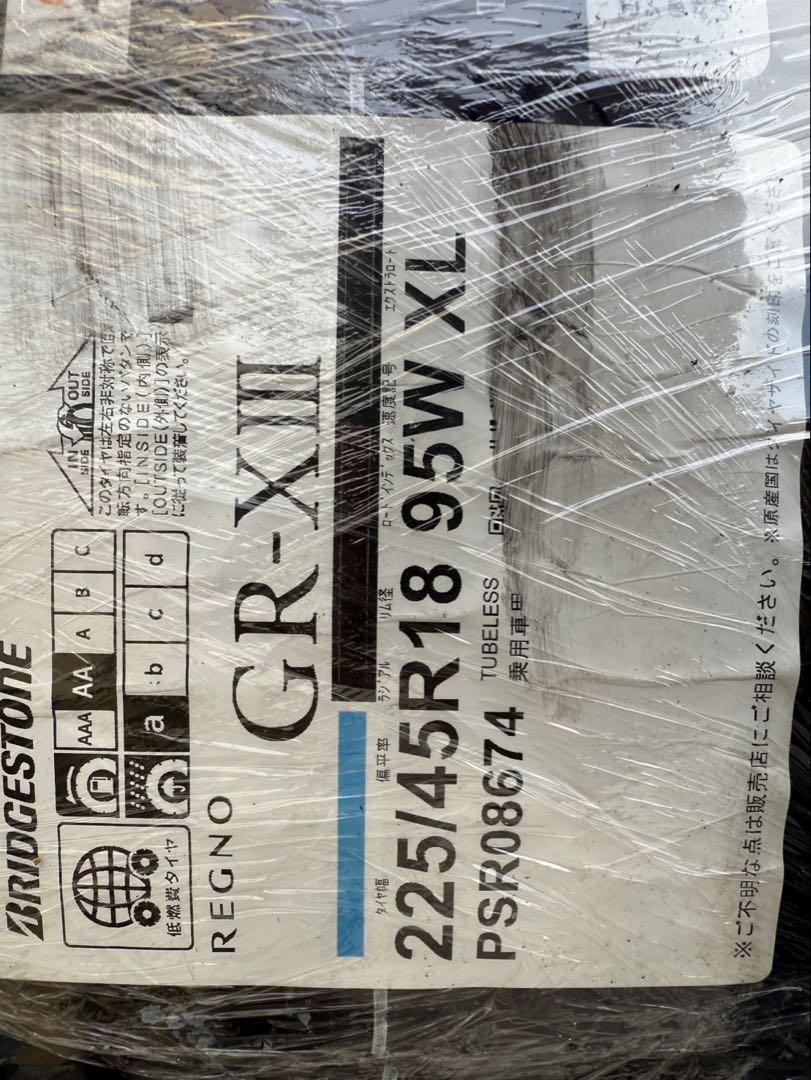 BRIDGESTONE
低燃費タイヤ
AAA AA A B C
a b c d
IN SIDE OUT SIDE
このタイヤは左右非対称で回
転方向指定のないパタンで
す。[INSIDE(内側)]
[OUTSIDE(外側)]の表示
に従って装着してください。
REGNO
GR-XIII
タイヤ幅 偏平率 ラジアル リム径 ロードインデックス 速度記号 エクストラロード
225/45R18 95W XL
PSR08674 TUBELESS
乗用車用
※ご不明な点は販売店にご相談ください。 ※原産国はタイヤサイドの刻印をご覧ください